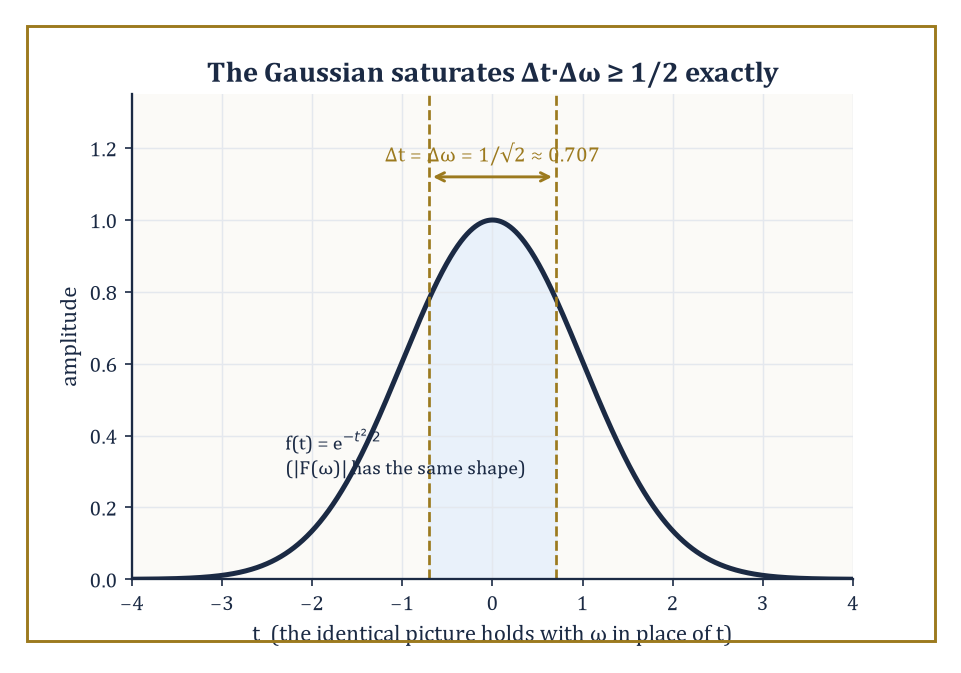 The Gaussian saturates Δt·Δω ≥ 1/2 exactly
Δt = Δω = 1/√2 ≈ 0.707
1.2
1.0
0.8
0.6
0.4
0.2
0.0
amplitude
f(t) = e^{−t²/2}
(|F(ω)| has the same shape)
−4 −3 −2 −1 0 1 2 3 4
t (the identical picture holds with ω in place of t)